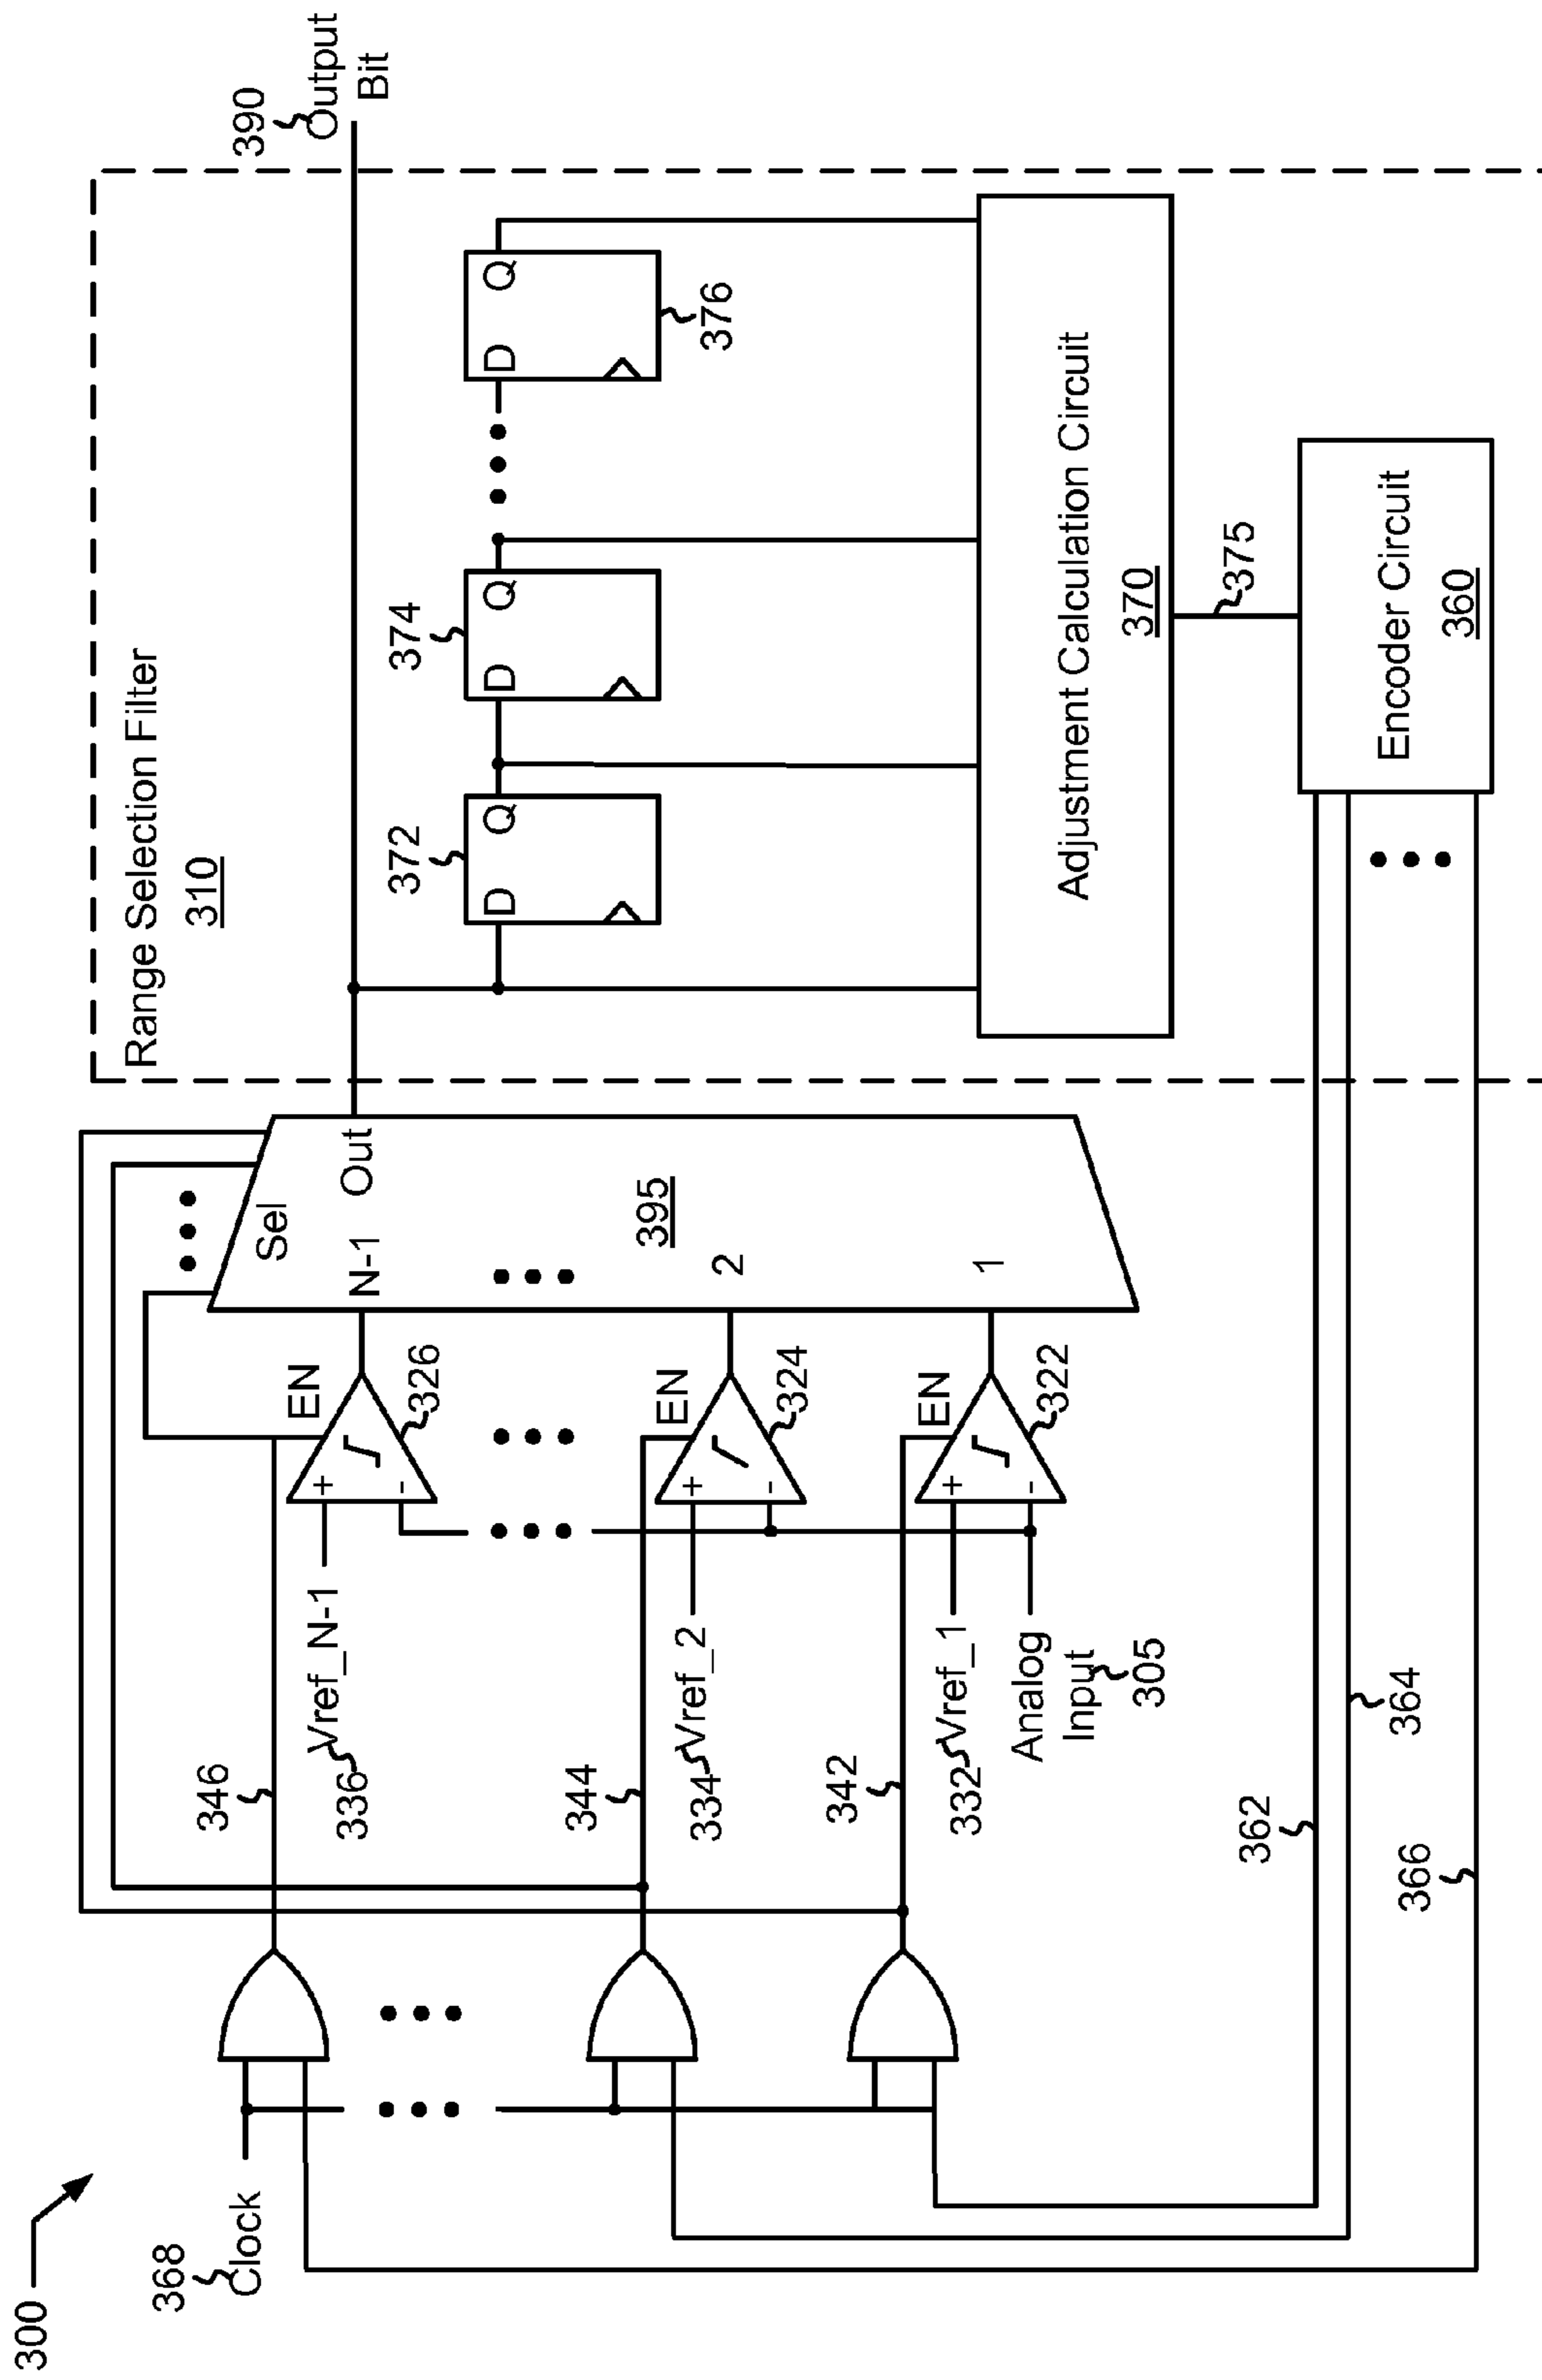 300
368
Clock
346
Vref_N-1
336
344
Vref_2
334
342
Vref_1
332
Analog
Input
305
362
364
366
EN
+
-
326
EN
+
-
324
EN
+
-
322
Sel
N-1
Out
395
2
1
Range Selection Filter
310
372
D
Q
374
D
Q
376
D
Q
Adjustment Calculation Circuit
370
375
Encoder Circuit
360
390
Output
Bit